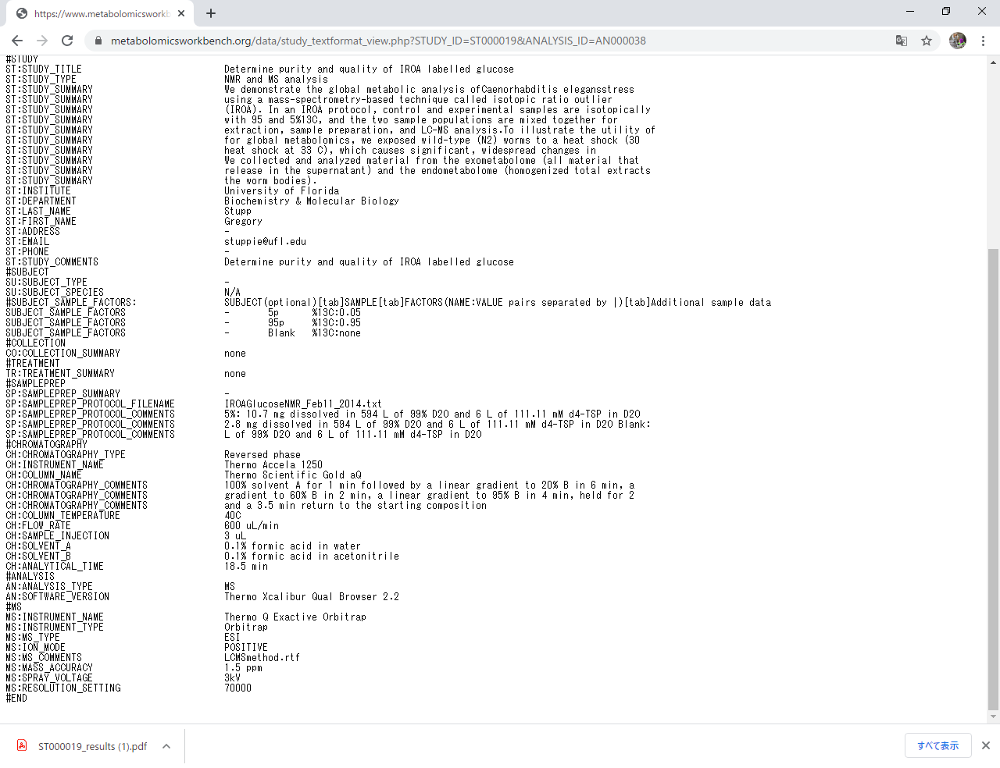 https://www.metabolomicsworkb
metabolomicsworkbench.org/data/study_textformat_view.php?STUDY_ID=ST000019&ANALYSIS_ID=AN000038
#STUDY
ST:STUDY_TITLE Determine purity and quality of IROA labelled glucose
ST:STUDY_TYPE NMR and MS analysis
ST:STUDY_SUMMARY We demonstrate the global metabolic analysis ofCaenorhabditis elegansstress
ST:STUDY_SUMMARY using a mass-spectrometry-based technique called isotopic ratio outlier
ST:STUDY_SUMMARY (IROA). In an IROA protocol, control and experimental samples are isotopically
ST:STUDY_SUMMARY with 95 and 5%13C, and the two sample populations are mixed together for
ST:STUDY_SUMMARY extraction, sample preparation, and LC-MS analysis.To illustrate the utility of
ST:STUDY_SUMMARY for global metabolomics, we exposed wild-type (N2) worms to a heat shock (30
ST:STUDY_SUMMARY heat shock at 33 C), which causes significant, widespread changes in
ST:STUDY_SUMMARY We collected and analyzed material from the exometabolome (all material that
ST:STUDY_SUMMARY release in the supernatant) and the endometabolome (homogenized total extracts
ST:STUDY_SUMMARY the worm bodies).
ST:INSTITUTE University of Florida
ST:DEPARTMENT Biochemistry & Molecular Biology
ST:LAST_NAME Stupp
ST:FIRST_NAME Gregory
ST:ADDRESS -
ST:EMAIL stuppie@ufl.edu
ST:PHONE -
ST:STUDY_COMMENTS Determine purity and quality of IROA labelled glucose
#SUBJECT
SU:SUBJECT_TYPE -
SU:SUBJECT_SPECIES N/A
#SUBJECT_SAMPLE_FACTORS: SUBJECT(optional)[tab]SAMPLE[tab]FACTORS(NAME:VALUE pairs separated by |)[tab]Additional sample data
SUBJECT_SAMPLE_FACTORS - 5p %13C:0.05
SUBJECT_SAMPLE_FACTORS - 95p %13C:0.95
SUBJECT_SAMPLE_FACTORS - Blank %13C:none
#COLLECTION
CO:COLLECTION_SUMMARY none
#TREATMENT
TR:TREATMENT_SUMMARY none
#SAMPLEPREP
SP:SAMPLEPREP_SUMMARY -
SP:SAMPLEPREP_PROTOCOL_FILENAME IROAGlucoseNMR_Feb11_2014.txt
SP:SAMPLEPREP_PROTOCOL_COMMENTS 5%: 10.7 mg dissolved in 594 L of 99% D2O and 6 L of 111.11 mM d4-TSP in D2O
SP:SAMPLEPREP_PROTOCOL_COMMENTS 2.8 mg dissolved in 594 L of 99% D2O and 6 L of 111.11 mM d4-TSP in D2O Blank:
SP:SAMPLEPREP_PROTOCOL_COMMENTS L of 99% D2O and 6 L of 111.11 mM d4-TSP in D2O
#CHROMATOGRAPHY
CH:CHROMATOGRAPHY_TYPE Reversed phase
CH:INSTRUMENT_NAME Thermo Accela 1250
CH:COLUMN_NAME Thermo Scientific Gold aQ
CH:CHROMATOGRAPHY_COMMENTS 100% solvent A for 1 min followed by a linear gradient to 20% B in 6 min, a
CH:CHROMATOGRAPHY_COMMENTS gradient to 60% B in 2 min, a linear gradient to 95% B in 4 min, held for 2
CH:CHROMATOGRAPHY_COMMENTS and a 3.5 min return to the starting composition
CH:COLUMN_TEMPERATURE 40C
CH:FLOW_RATE 600 uL/min
CH:SAMPLE_INJECTION 3 uL
CH:SOLVENT_A 0.1% formic acid in water
CH:SOLVENT_B 0.1% formic acid in acetonitrile
CH:ANALYTICAL_TIME 18.5 min
#ANALYSIS
AN:ANALYSIS_TYPE MS
AN:SOFTWARE_VERSION Thermo Xcalibur Qual Browser 2.2
#MS
MS:INSTRUMENT_NAME Thermo Q Exactive Orbitrap
MS:INSTRUMENT_TYPE Orbitrap
MS:MS_TYPE ESI
MS:ION_MODE POSITIVE
MS:MS_COMMENTS LCMSmethod.rtf
MS:MASS_ACCURACY 1.5 ppm
MS:SPRAY_VOLTAGE 3kV
MS:RESOLUTION_SETTING 70000
#END
ST000019_results (1).pdf
すべて表示